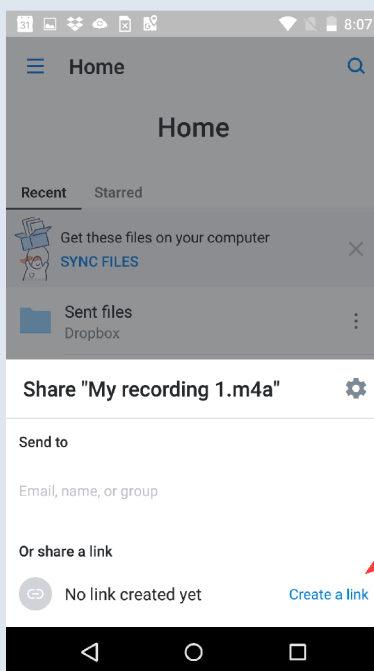 31
8:07
Home
Home
Recent Starred
Get these files on your computer
SYNC FILES
Sent files
Dropbox
Share "My recording 1.m4a"
Send to
Email, name, or group
Or share a link
No link created yet Create a link